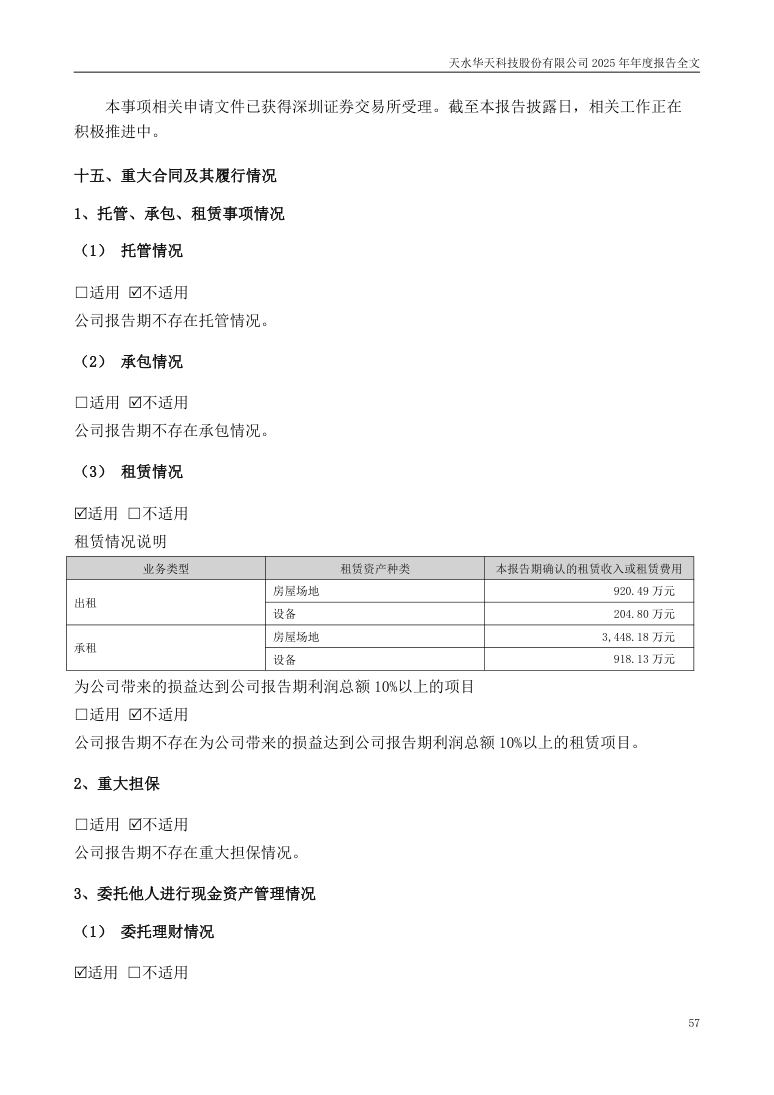 天水华天科技股份有限公司 2025 年年度报告全文
本事项相关申请文件已获得深圳证券交易所受理。截至本报告披露日，相关工作正在
积极推进中。
十五、重大合同及其履行情况
1、托管、承包、租赁事项情况
（1） 托管情况
□适用 ☑不适用
公司报告期不存在托管情况。
（2） 承包情况
□适用 ☑不适用
公司报告期不存在承包情况。
（3） 租赁情况
☑适用 □不适用
租赁情况说明
业务类型 租赁资产种类 本报告期确认的租赁收入或租赁费用
出租 房屋场地 920.49 万元
设备 204.80 万元
承租 房屋场地 3,448.18 万元
设备 918.13 万元
为公司带来的损益达到公司报告期利润总额 10%以上的项目
□适用 ☑不适用
公司报告期不存在为公司带来的损益达到公司报告期利润总额 10%以上的租赁项目。
2、重大担保
□适用 ☑不适用
公司报告期不存在重大担保情况。
3、委托他人进行现金资产管理情况
（1） 委托理财情况
☑适用 □不适用
57